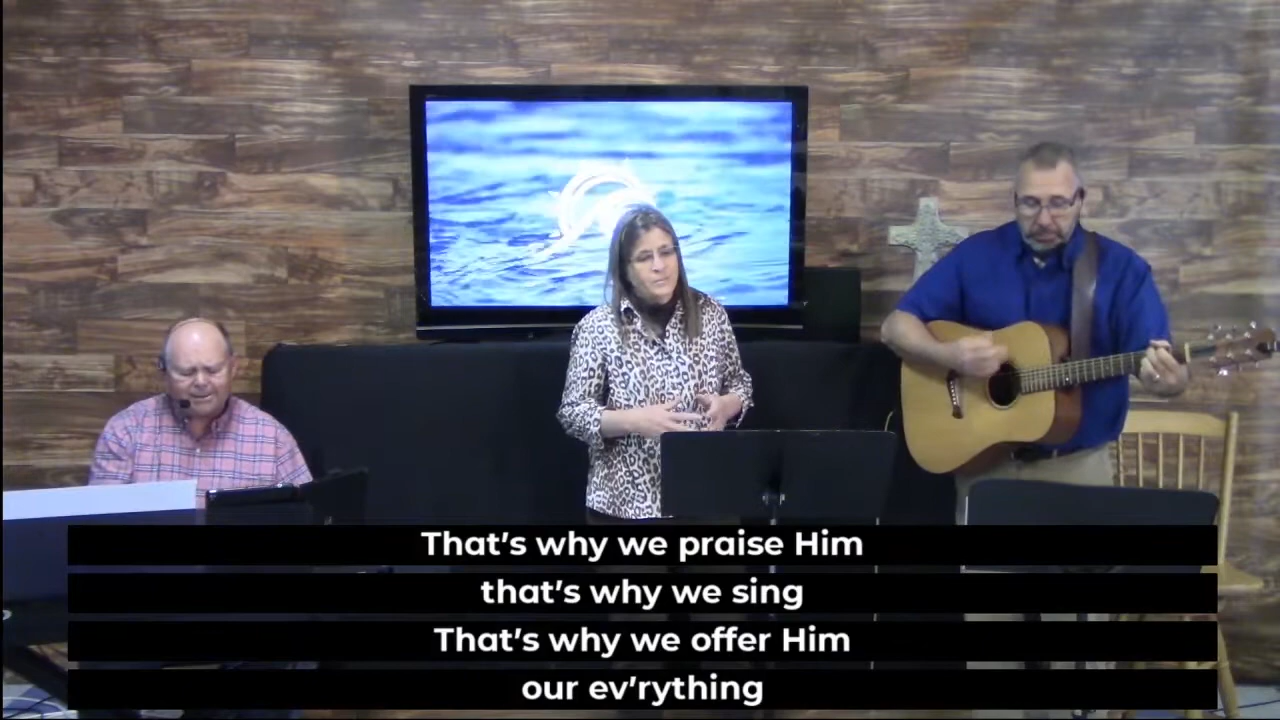 That's why we praise Him
that's why we sing
That's why we offer Him
our ev'rything